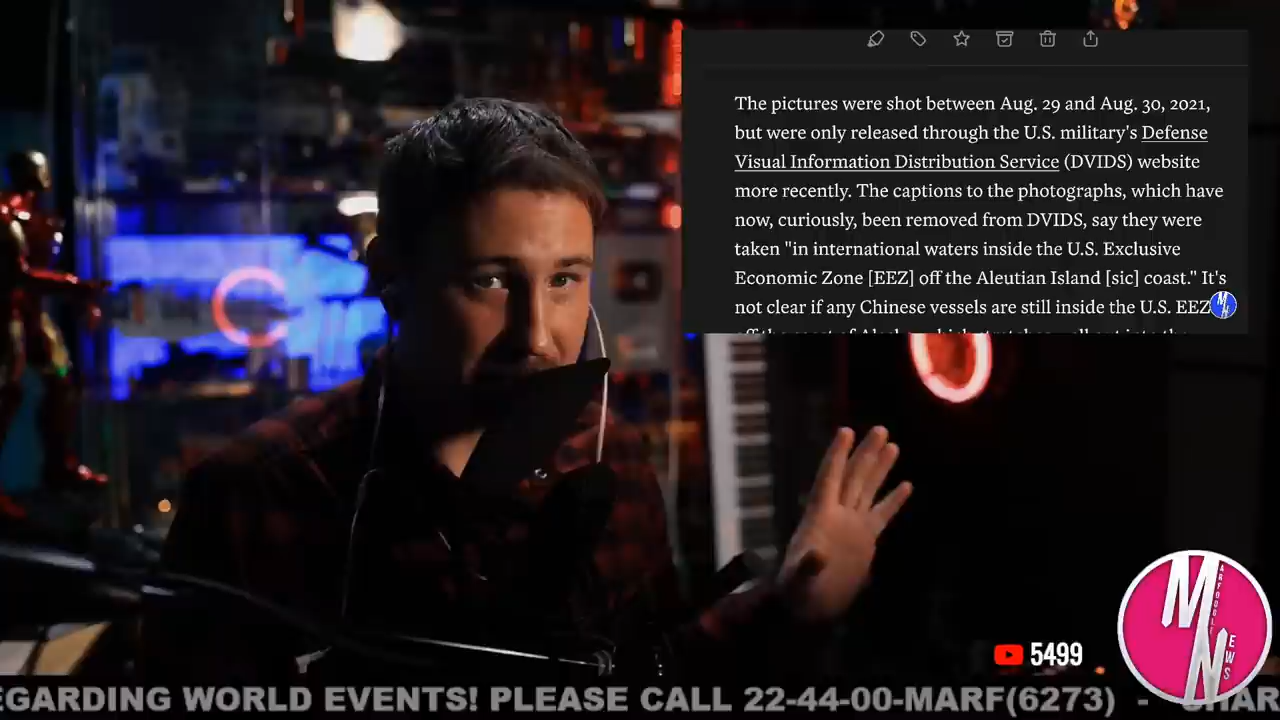 The pictures were shot between Aug. 29 and Aug. 30, 2021,
but were only released through the U.S. military's Defense
Visual Information Distribution Service (DVIDS) website
more recently. The captions to the photographs, which have
now, curiously, been removed from DVIDS, say they were
taken "in international waters inside the U.S. Exclusive
Economic Zone [EEZ] off the Aleutian Island [sic] coast." It's
not clear if any Chinese vessels are still inside the U.S. EEZ
MN
5499
MARFOOGLE NEWS
EGARDING WORLD EVENTS! PLEASE CALL 22-44-00-MARF(6273) - SHAR